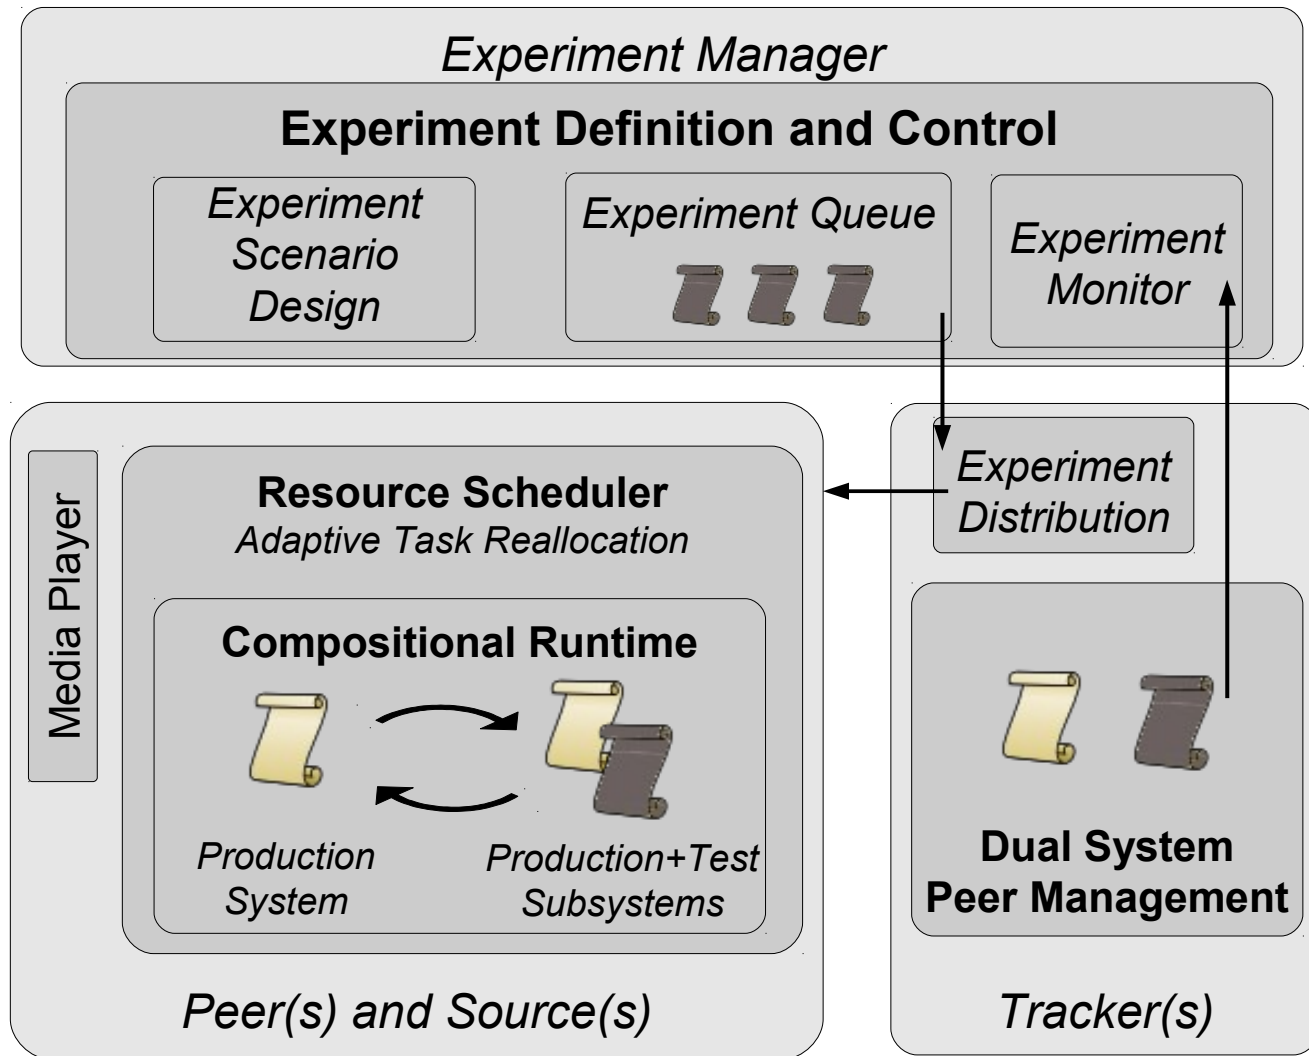 Experiment Manager
Experiment Definition and Control
Experiment
Scenario
Design
Experiment Queue
Experiment
Monitor
Media Player
Resource Scheduler
Adaptive Task Reallocation
Compositional Runtime
Production
System
Production+Test
Subsystems
Peer(s) and Source(s)
Experiment
Distribution
Dual System
Peer Management
Tracker(s)